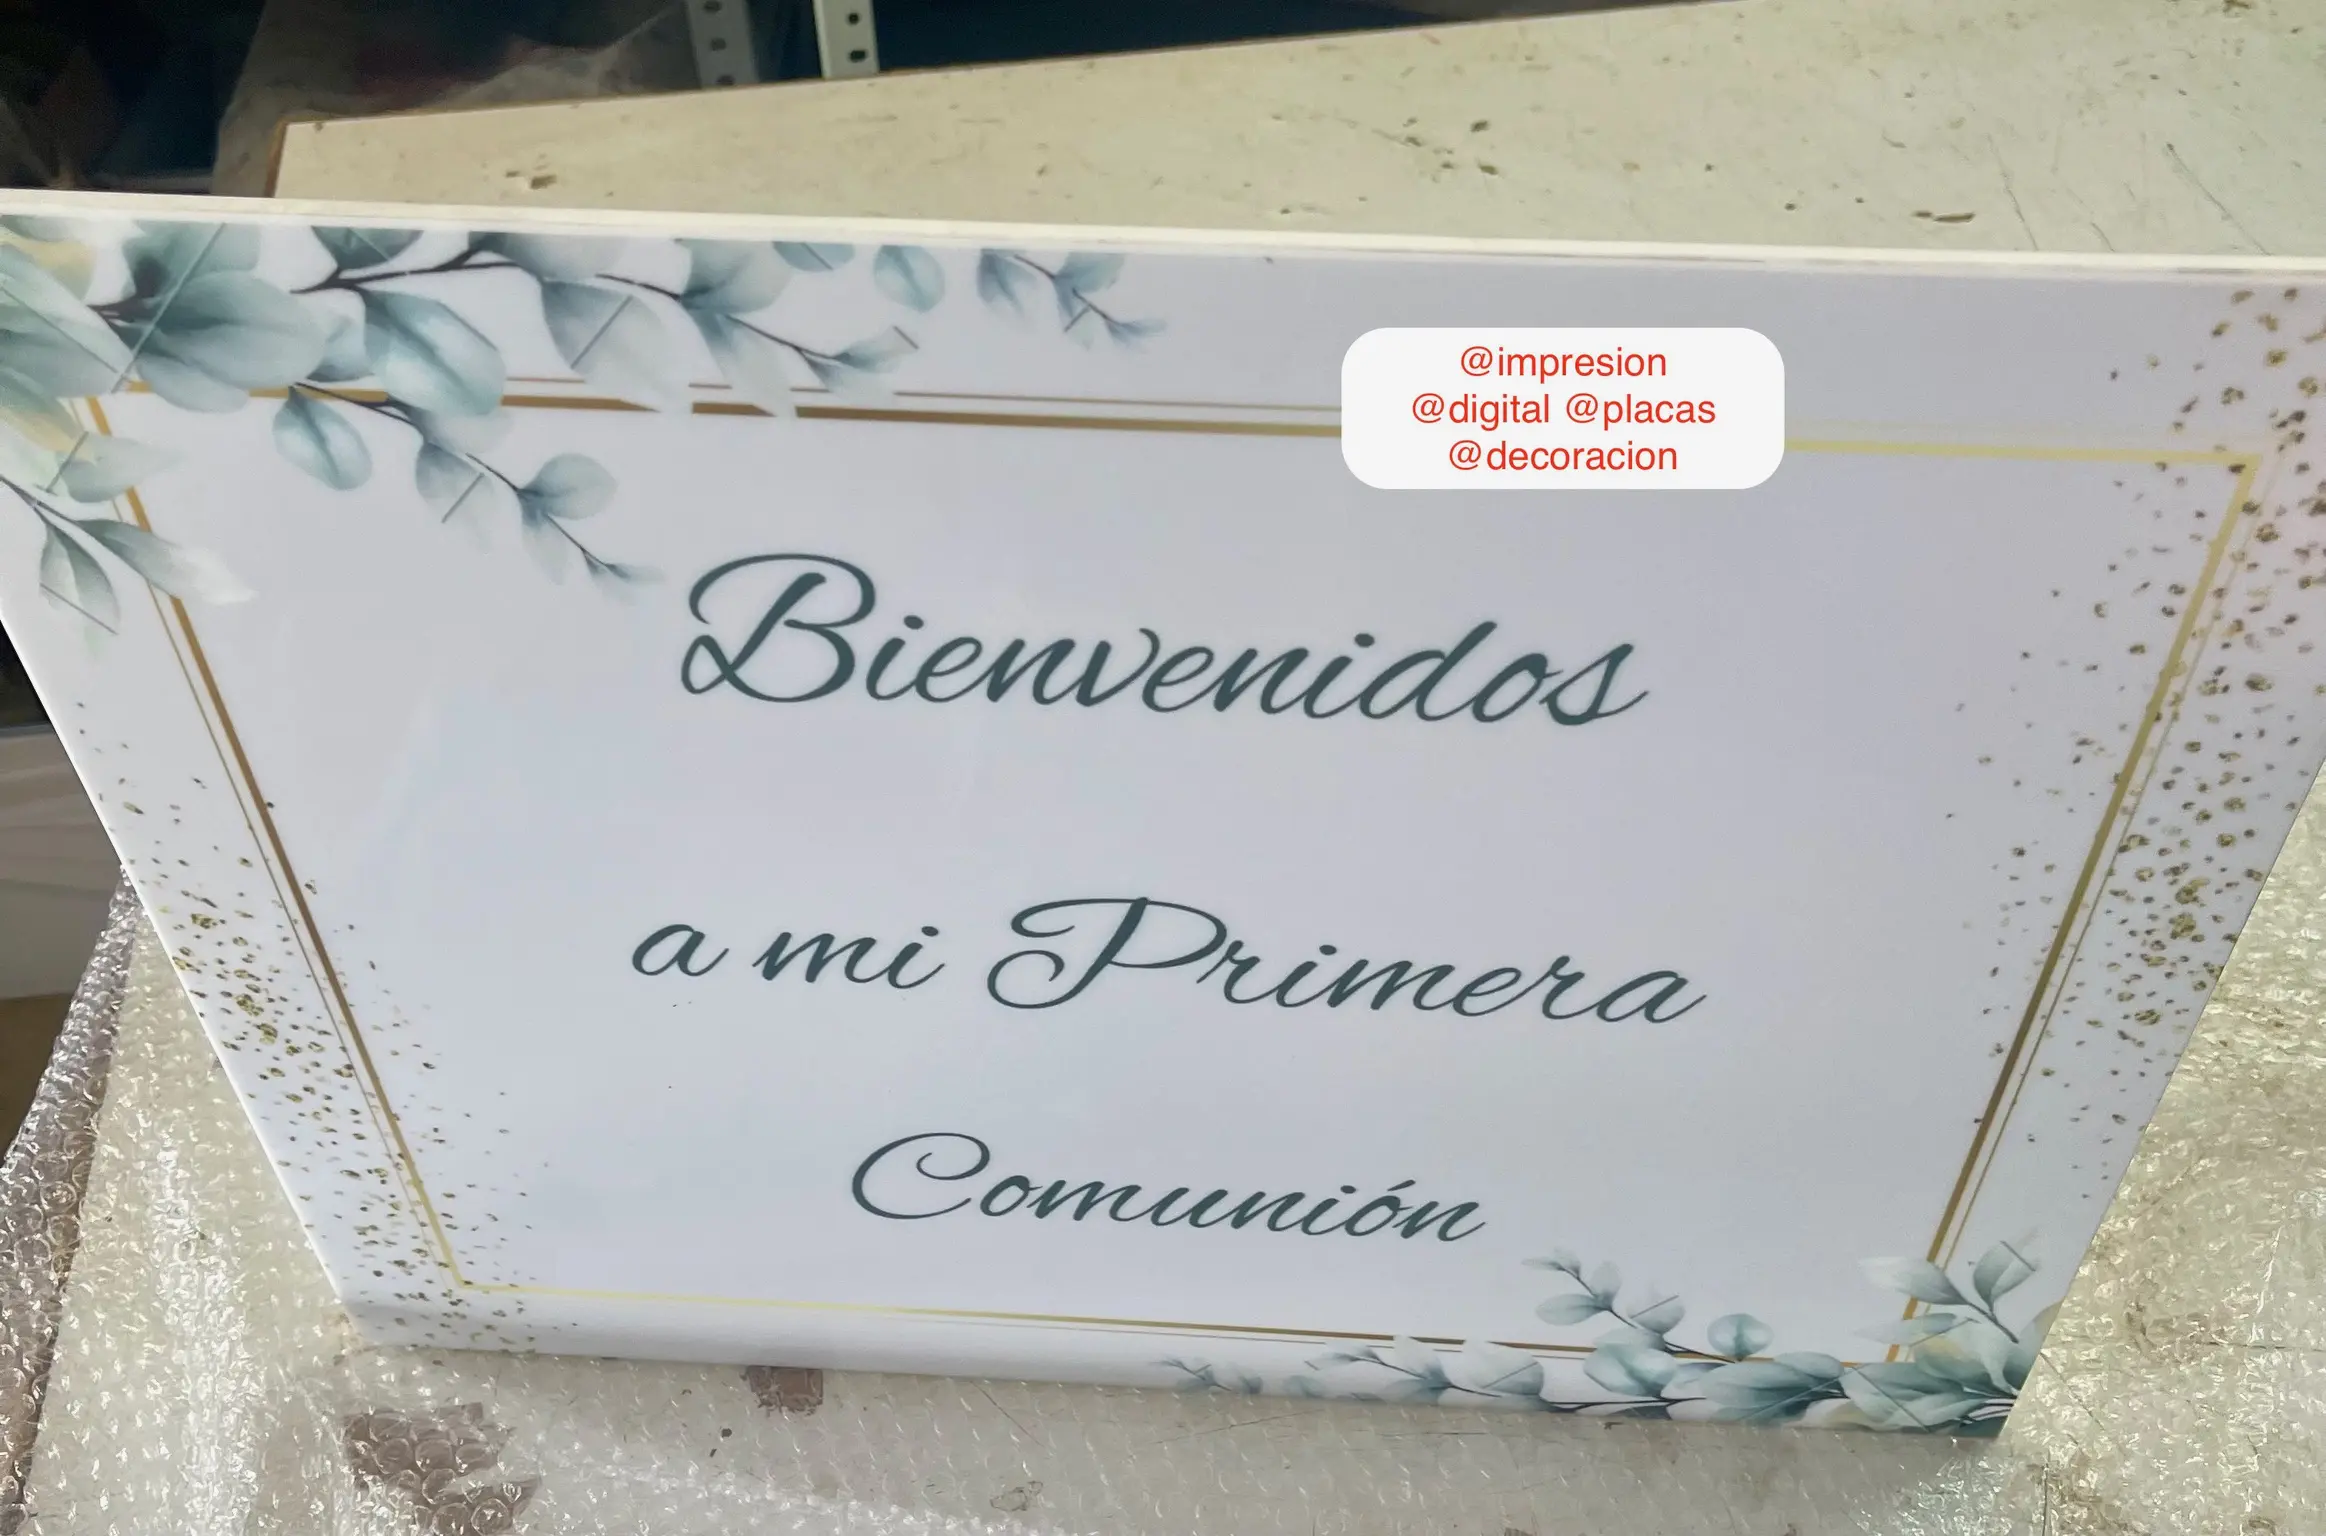 @impresion
@digital @placas
@decoracion
Bienvenidos
a mi Primera
Comunión